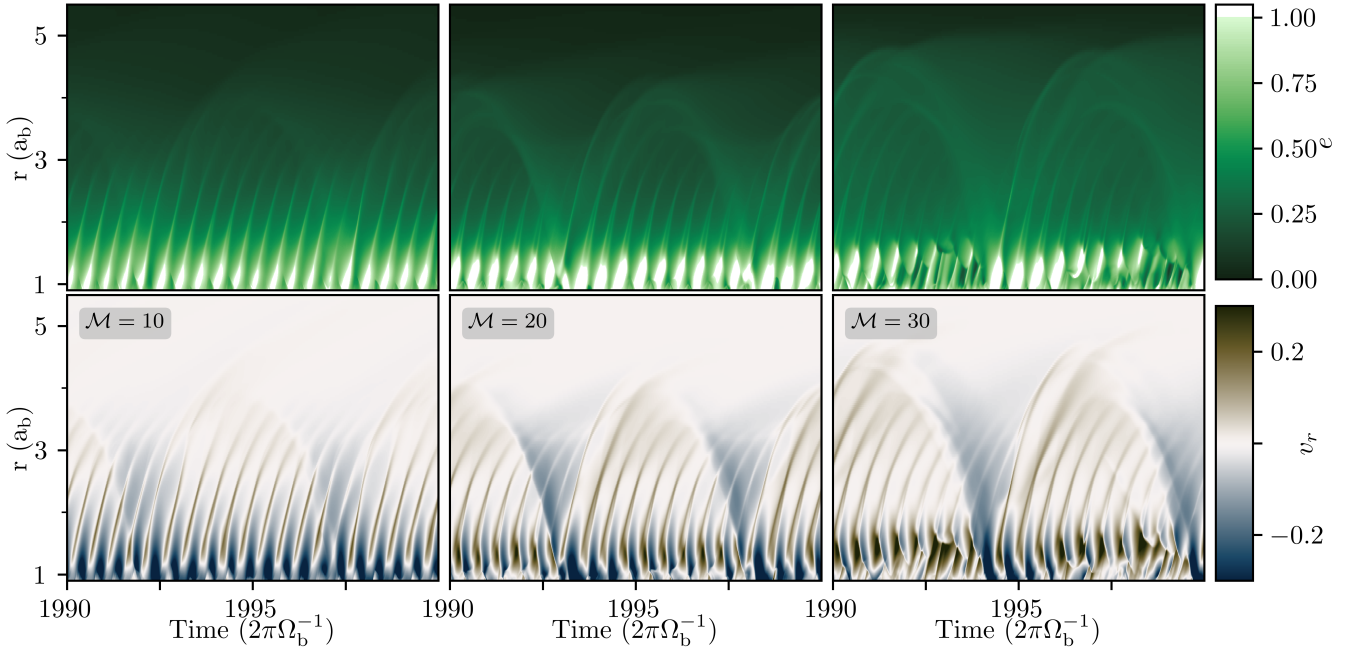 5
3
1
r (a_b)
1.00
0.75
0.50
0.25
0.00
e
M = 10
M = 20
M = 30
5
3
1
r (a_b)
0.2
−0.2
v_r
1990 1995 1990 1995 1990 1995
Time (2πΩ_b^{-1}) Time (2πΩ_b^{-1}) Time (2πΩ_b^{-1})